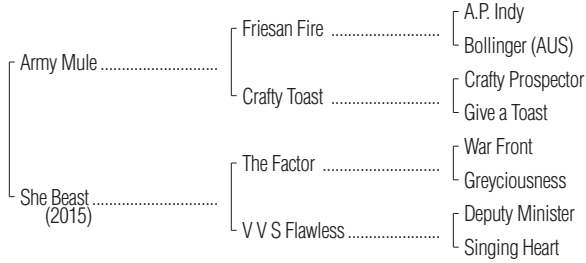 A.P. Indy
Friesan Fire ..............................
Bollinger (AUS)
Army Mule ................................
Crafty Prospector
Crafty Toast ..............................
Give a Toast
War Front
The Factor ................................
Greyciousness
She Beast ..................................
(2015)
Deputy Minister
V V S Flawless .........................
Singing Heart